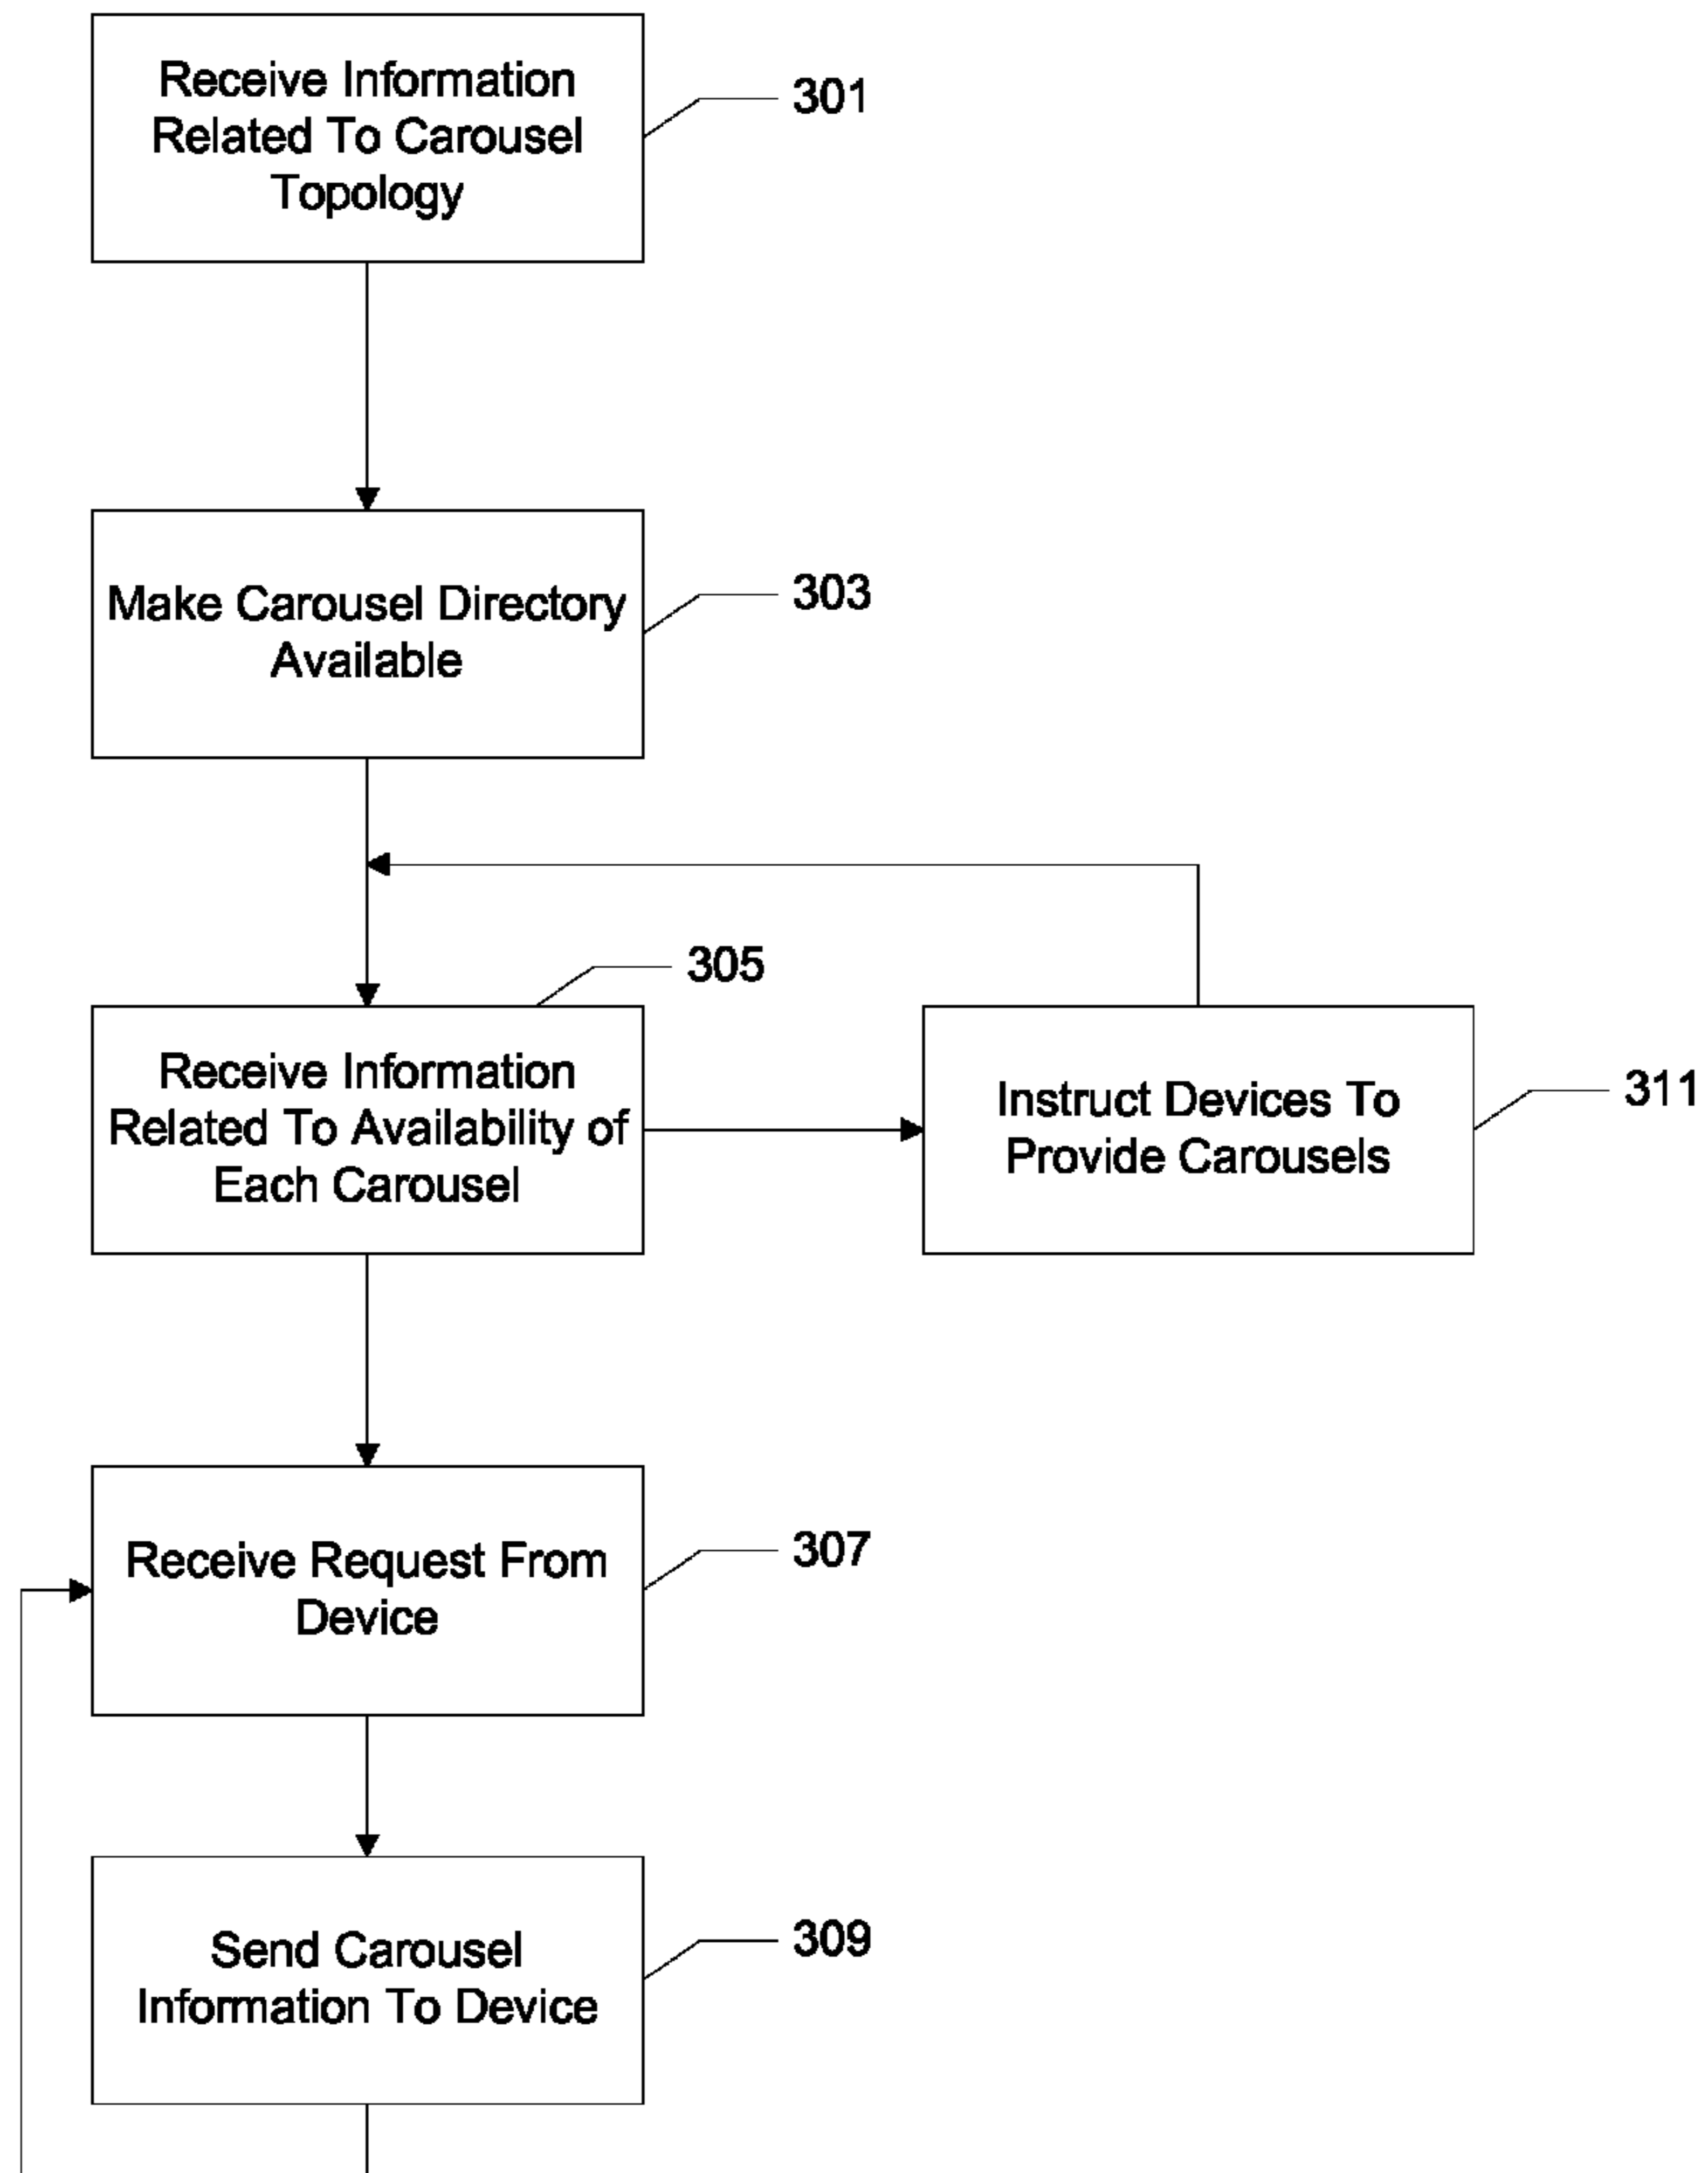 Receive Information
Related To Carousel
Topology
301
Make Carousel Directory
Available
303
305
Receive Information
Related To Availability of
Each Carousel
Instruct Devices To
Provide Carousels
311
Receive Request From
Device
307
Send Carousel
Information To Device
309